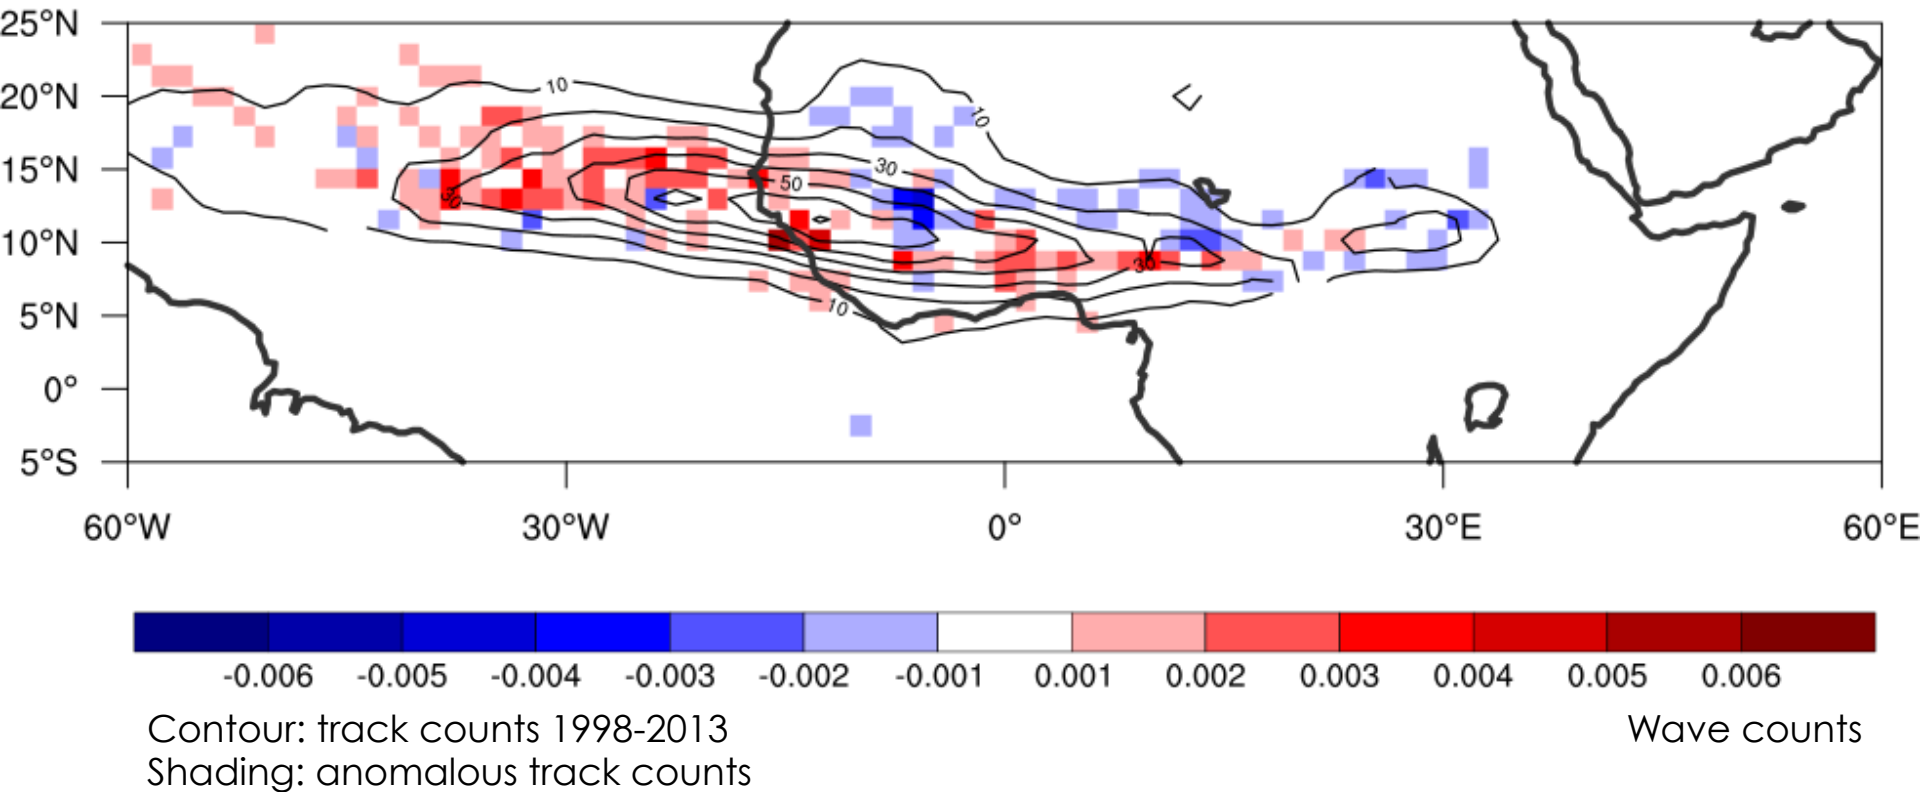 25°N
20°N
15°N
10°N
5°N
0°
5°S
10
10
30
50
30
30
10
60°W 30°W 0° 30°E 60°E
-0.006 -0.005 -0.004 -0.003 -0.002 -0.001 0.001 0.002 0.003 0.004 0.005 0.006
Contour: track counts 1998-2013 Wave counts
Shading: anomalous track counts